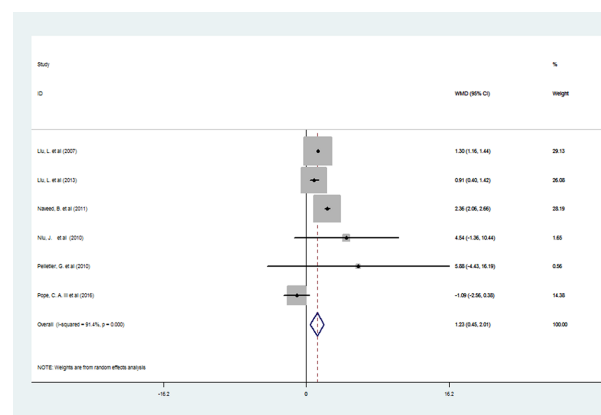 Study %
ID WMD (95% CI) Weight
Liu, L. et al (2007) 1.30 (1.16, 1.44) 29.13
Liu, L. et al (2013) 0.91 (0.40, 1.42) 26.08
Naveed, B. et al (2011) 2.36 (2.06, 2.66) 28.19
Niu, J. et al (2010) 4.54 (-1.36, 10.44) 1.65
Pelletier, G. et al (2010) 5.88 (-4.43, 16.19) 0.56
Pope, C. A. III et al (2016) -1.09 (-2.56, 0.38) 14.38
Overall (I-squared = 91.4%, p = 0.000) 1.23 (0.45, 2.01) 100.00
NOTE: Weights are from random effects analysis
-16.2 0 16.2